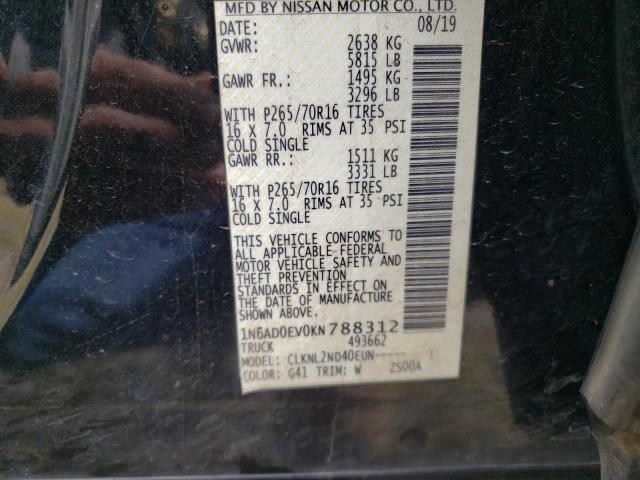 MFD BY NISSAN MOTOR CO., LTD.
DATE: 08/19
GVWR: 2638 KG
5815 LB
GAWR FR.: 1495 KG
3296 LB
WITH P265/70R16 TIRES
16 X 7.0 RIMS AT 35 PSI
COLD SINGLE
GAWR RR.: 1511 KG
3331 LB
WITH P265/70R16 TIRES
16 X 7.0 RIMS AT 35 PSI
COLD SINGLE
THIS VEHICLE CONFORMS TO
ALL APPLICABLE FEDERAL
MOTOR VEHICLE SAFETY AND
THEFT PREVENTION
STANDARDS IN EFFECT ON
THE DATE OF MANUFACTURE
SHOWN ABOVE.
1N6AD0EV0KN788312
TRUCK 493662
MODEL: CLKNL2ND40EUN-----
COLOR: G41 TRIM: W ZS00A